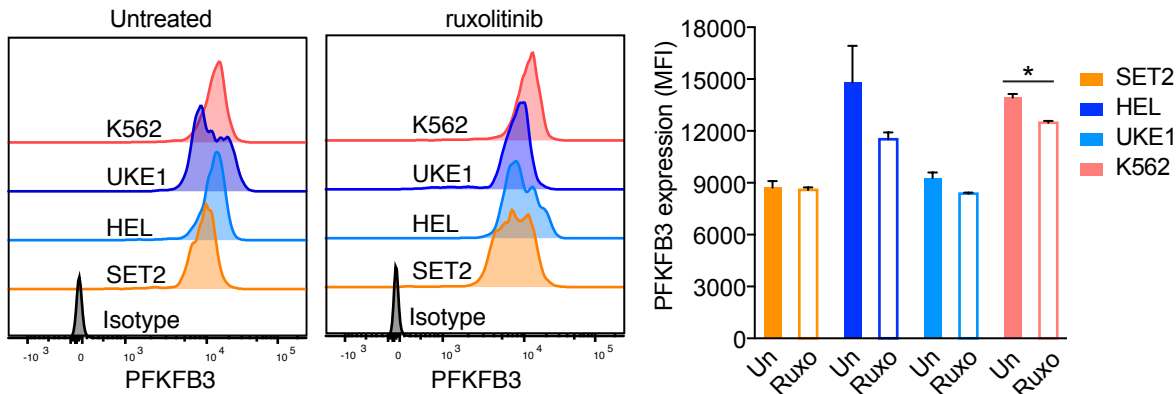 Untreated
K562
UKE1
HEL
SET2
Isotype
-10 3
0
10 3
10 4
10 5
PFKFB3
ruxolitinib
K562
UKE1
HEL
SET2
Isotype
-10 3
0
10 3
10 4
10 5
PFKFB3
PFKFB3 expression (MFI)
18000
15000
12000
9000
6000
3000
0
*
Un
Ruxo
Un
Ruxo
Un
Ruxo
Un
Ruxo
SET2
HEL
UKE1
K562